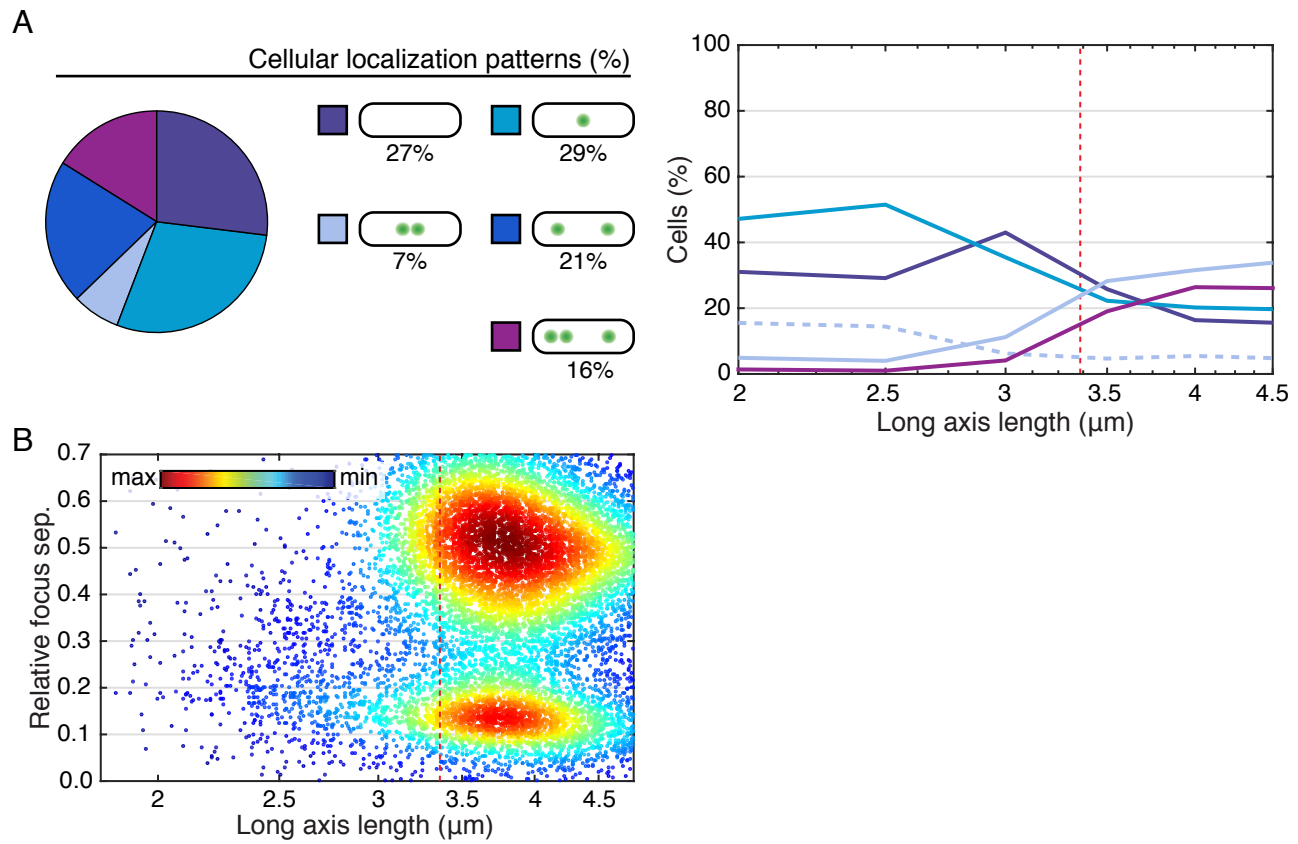 A
Cellular localization patterns (%)
27%
29%
7%
21%
16%
100
80
60
40
20
0
Cells (%)
2 2.5 3 3.5 4 4.5
Long axis length (µm)
B
0.7
0.6
0.5
0.4
0.3
0.2
0.1
0.0
Relative focus sep.
max min
2 2.5 3 3.5 4 4.5
Long axis length (µm)